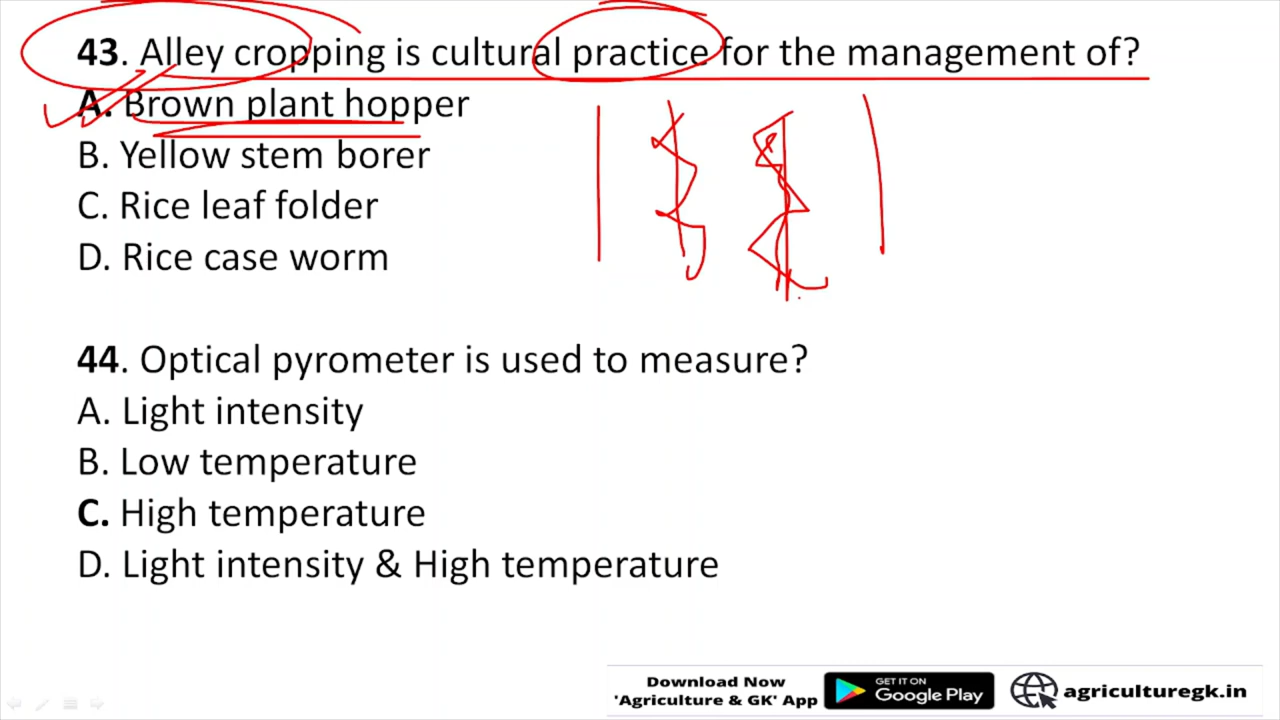 43. Alley cropping is cultural practice for the management of?
A. Brown plant hopper
B. Yellow stem borer
C. Rice leaf folder
D. Rice case worm
44. Optical pyrometer is used to measure?
A. Light intensity
B. Low temperature
C. High temperature
D. Light intensity & High temperature
Download Now
'Agriculture & GK' App
GET IT ON
Google Play
agriculturegk.in